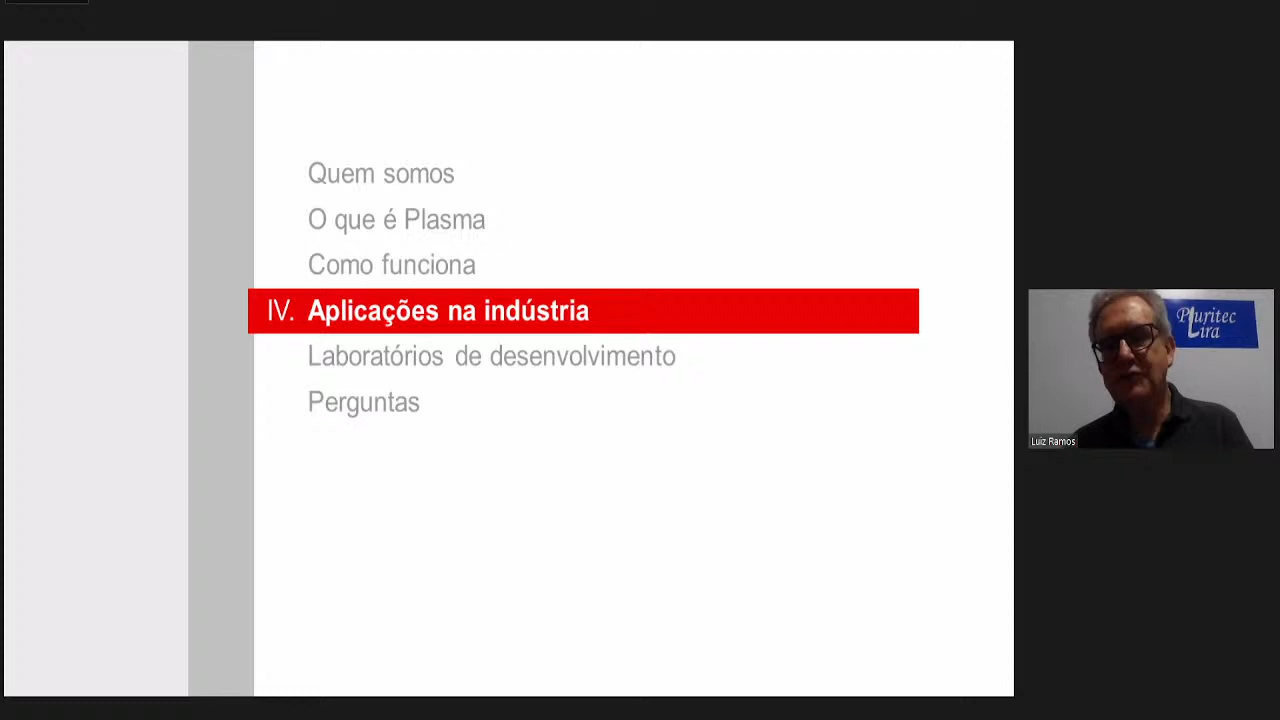 Quem somos
O que é Plasma
Como funciona
IV. Aplicações na indústria
Laboratórios de desenvolvimento
Perguntas
Pluritec
Lira
Luiz Ramos